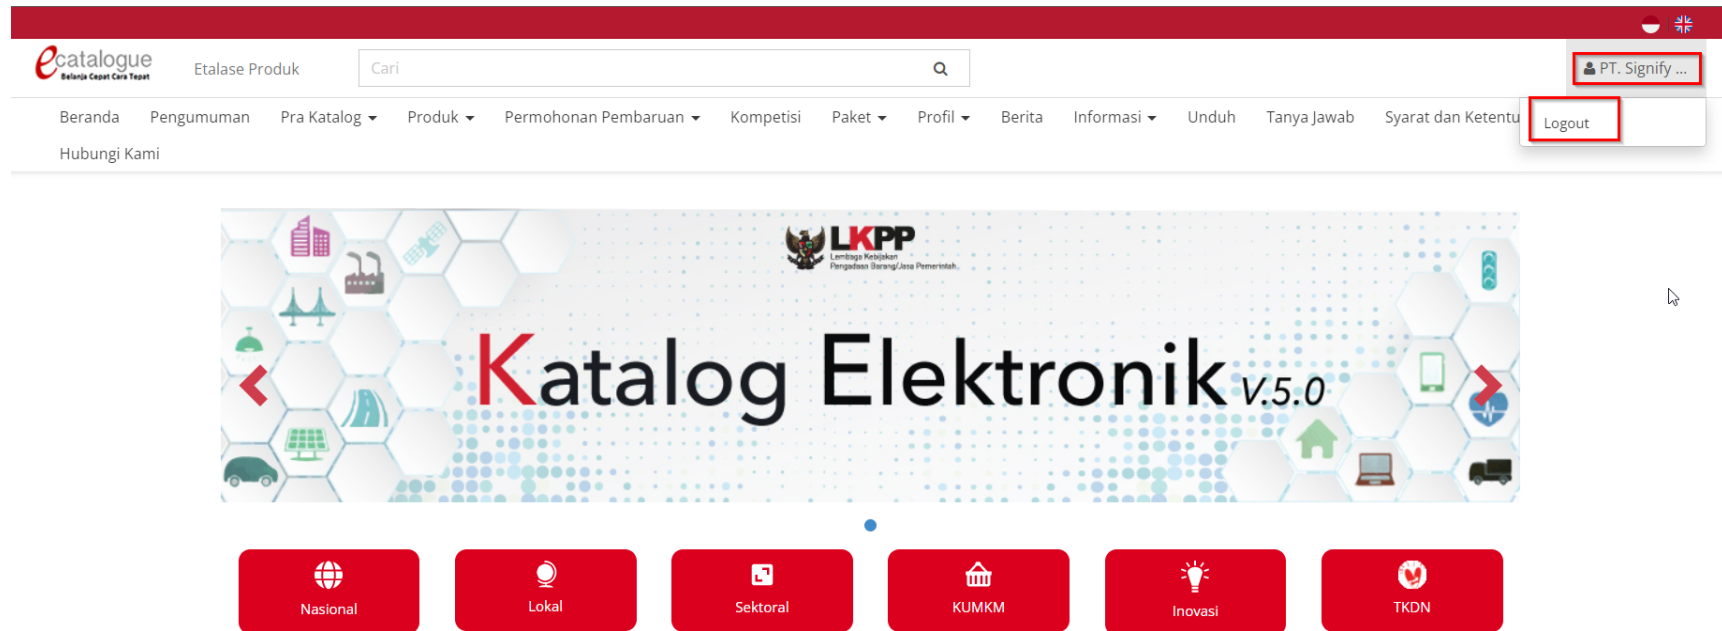 ecatalogue
Belanja Cepat Cara Tepat
Etalase Produk
Cari
PT. Signify ...
Beranda Pengumuman Pra Katalog Produk Permohonan Pembaruan Kompetisi Paket Profil Berita Informasi Unduh Tanya Jawab Syarat dan Ketentu
Logout
Hubungi Kami
LKPP
Lembaga Kebijakan
Pengadaan Barang/Jasa Pemerintah
Katalog Elektronik V.5.0
Nasional
Lokal
Sektoral
KUMKM
Inovasi
TKDN